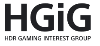 HGiG
HDR GAMING INTEREST GROUP